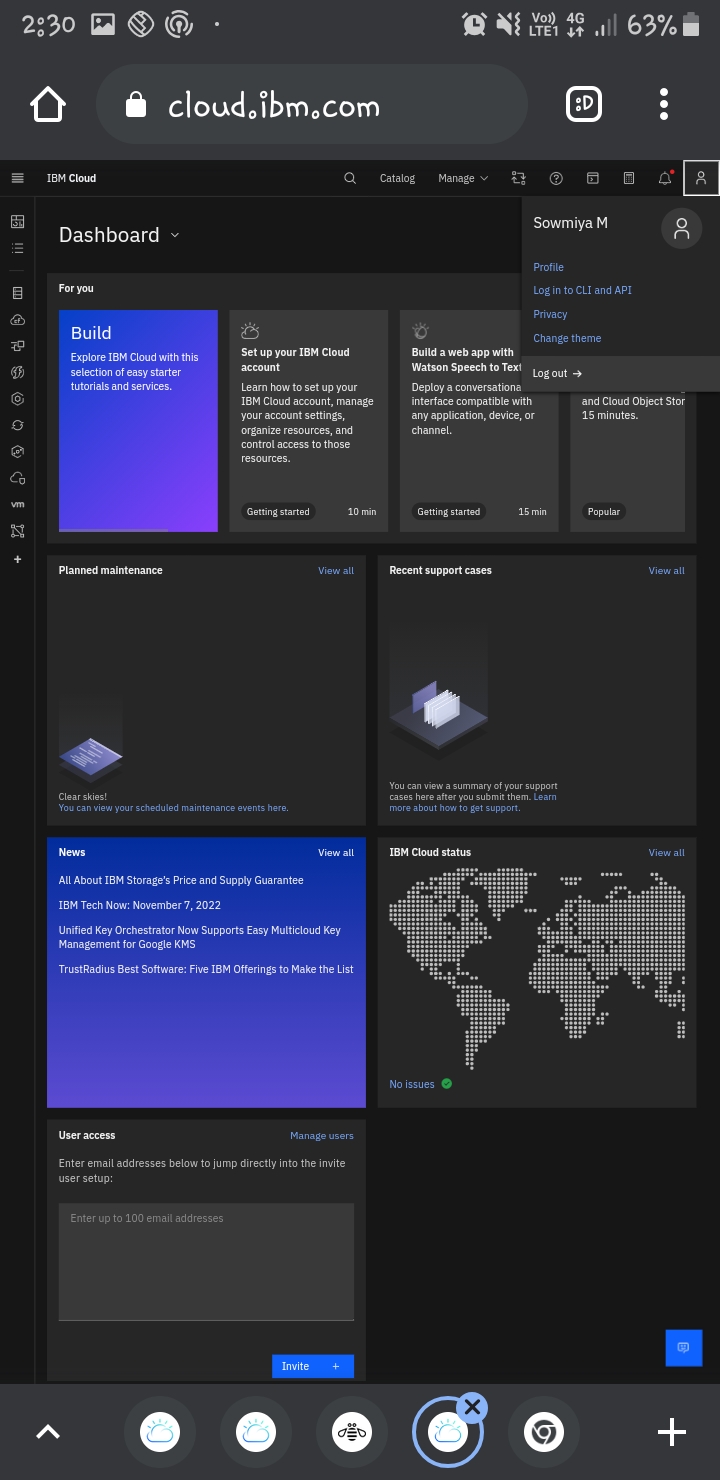 2:30
Vo))
LTE1
4G
63%
cloud.ibm.com
:D
IBM Cloud
Catalog
Manage
Dashboard
Sowmiya M
Profile
Log in to CLI and API
Privacy
Change theme
Log out →
For you
Build
Explore IBM Cloud with this
selection of easy starter
tutorials and services.
Set up your IBM Cloud
account
Learn how to set up your
IBM Cloud account, manage
your account settings,
organize resources, and
control access to those
resources.
Getting started
10 min
Build a web app with
Watson Speech to Text
Deploy a conversational
interface compatible with
any application, device, or
channel.
Getting started
15 min
and Cloud Object Stor
15 minutes.
Popular
vm
+
Planned maintenance
View all
Clear skies!
You can view your scheduled maintenance events here.
Recent support cases
View all
You can view a summary of your support
cases here after you submit them. Learn
more about how to get support.
News
View all
All About IBM Storage's Price and Supply Guarantee
IBM Tech Now: November 7, 2022
Unified Key Orchestrator Now Supports Easy Multicloud Key
Management for Google KMS
TrustRadius Best Software: Five IBM Offerings to Make the List
IBM Cloud status
View all
No issues
User access
Manage users
Enter email addresses below to jump directly into the invite
user setup:
Enter up to 100 email addresses
Invite +